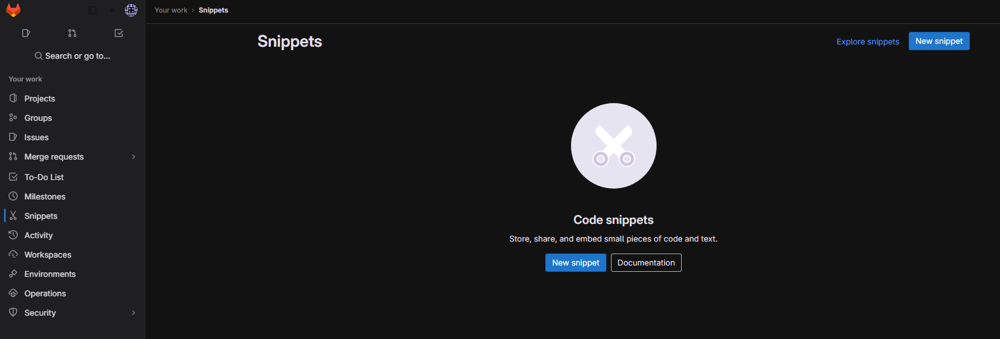 Your work › Snippets
Search or go to...
Your work
Projects
Groups
Issues
Merge requests
To-Do List
Milestones
Snippets
Activity
Workspaces
Environments
Operations
Security
Snippets
Explore snippets
New snippet
Code snippets
Store, share, and embed small pieces of code and text.
New snippet
Documentation